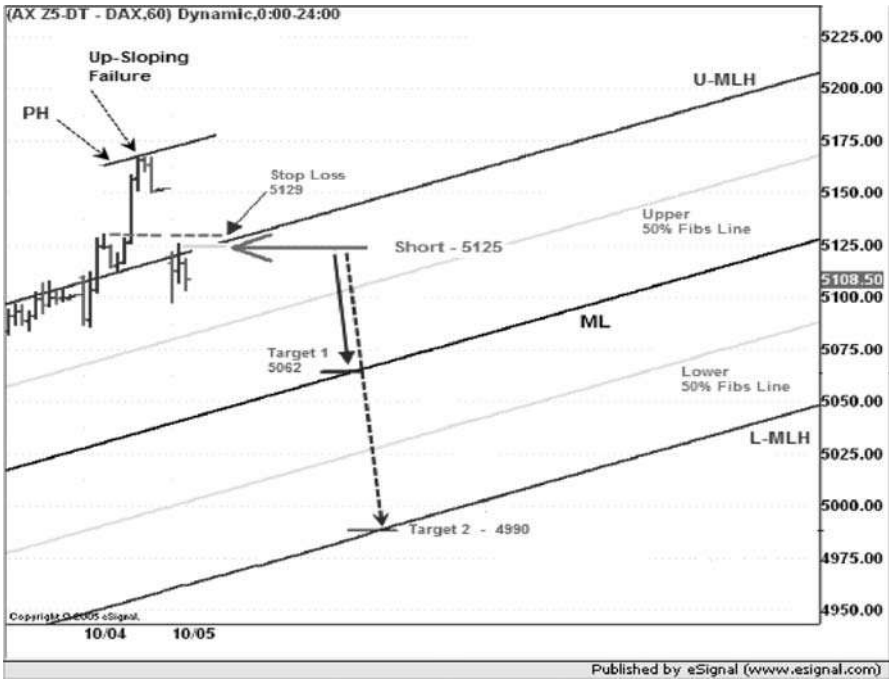 (AX Z5-DT - DAX,60) Dynamic,0:00-24:00
5225.00
Up-Sloping
Failure
U-MLH
5200.00
PH
5175.00
Stop Loss
5129
5150.00
Upper
50% Fibs Line
Short - 5125
5125.00
5108.50
5100.00
ML
Target 1
5062
5075.00
Lower
50% Fibs Line
5050.00
L-MLH
5025.00
5000.00
Target 2 - 4990
4975.00
Copyright © 2005 eSignal.
4950.00
10/04 10/05
Published by eSignal (www.esignal.com)